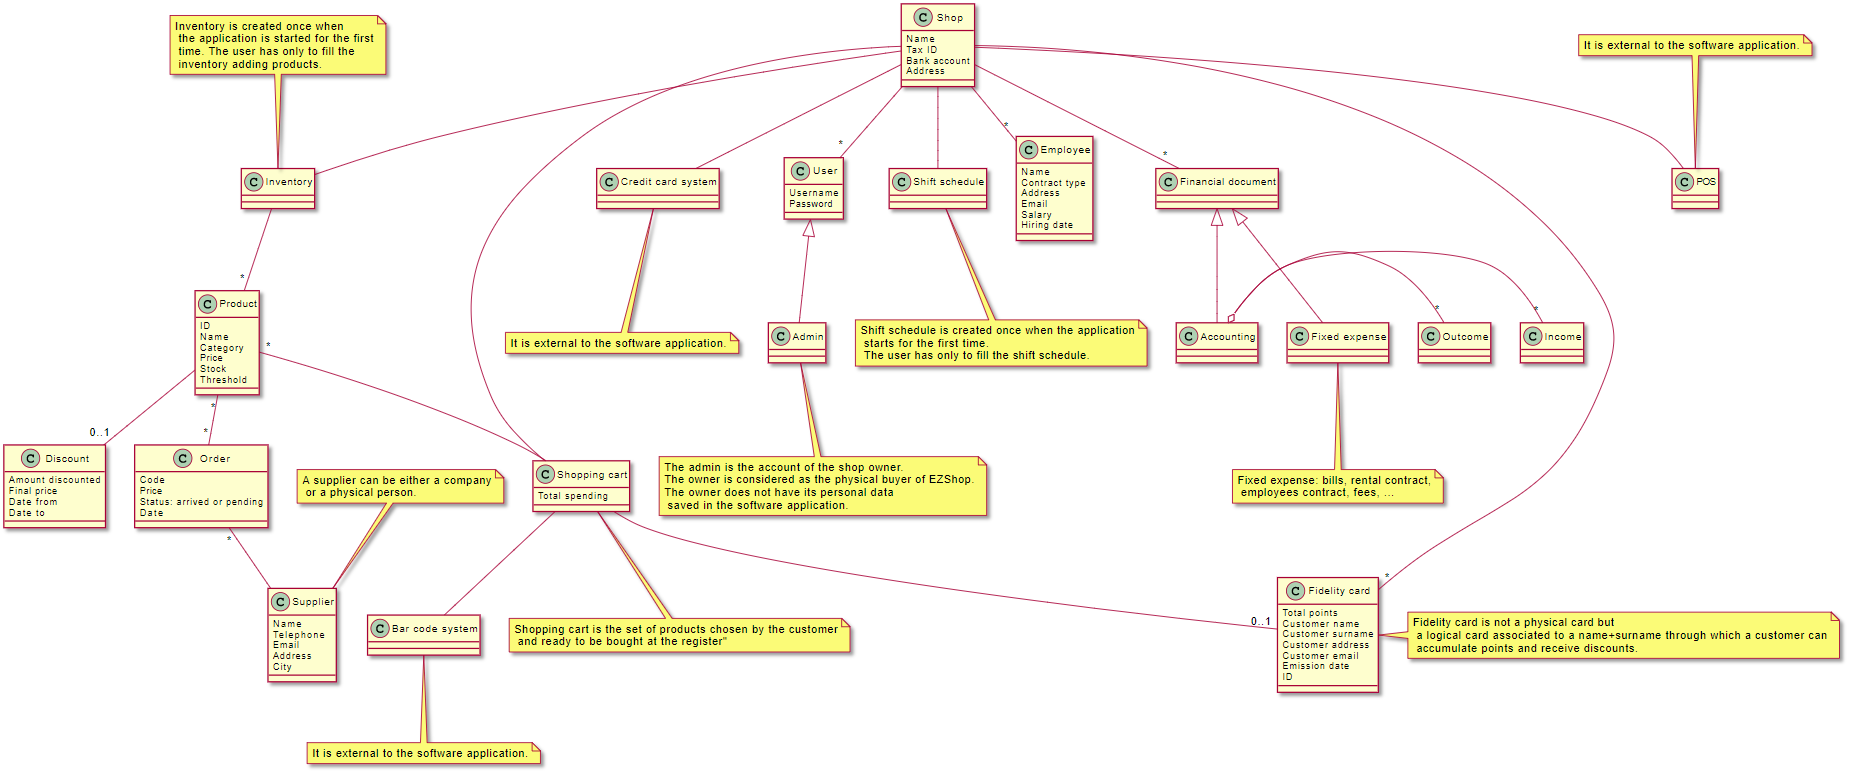 Inventory is created once when
the application is started for the first
time. The user has only to fill the
inventory adding products.
C Shop
Name
Tax ID
Bank account
Address
It is external to the software application.
C Inventory
C Credit card system
*
C User
Username
Password
C Shift schedule
*
C Employee
Name
Contract type
Address
Email
Salary
Hiring date
*
C Financial document
C POS
*
C Product
ID
Name
Category
Price
Stock
Threshold
*
It is external to the software application.
C Admin
Shift schedule is created once when the application
starts for the first time.
The user has only to fill the shift schedule.
C Accounting
C Fixed expense
*
C Outcome
*
C Income
*
*
0..1
C Discount
Amount discounted
Final price
Date from
Date to
C Order
Code
Price
Status: arrived or pending
Date
*
A supplier can be either a company
or a physical person.
C Shopping cart
Total spending
The admin is the account of the shop owner.
The owner is considered as the physical buyer of EZShop.
The owner does not have its personal data
saved in the software application.
Fixed expense: bills, rental contract,
employees contract, fees, ...
C Supplier
Name
Telephone
Email
Address
City
C Bar code system
Shopping cart is the set of products chosen by the customer
and ready to be bought at the register"
0..1
*
C Fidelity card
Total points
Customer name
Customer surname
Customer address
Customer email
Emission date
ID
Fidelity card is not a physical card but
a logical card associated to a name+surname through which a customer can
accumulate points and receive discounts.
It is external to the software application.